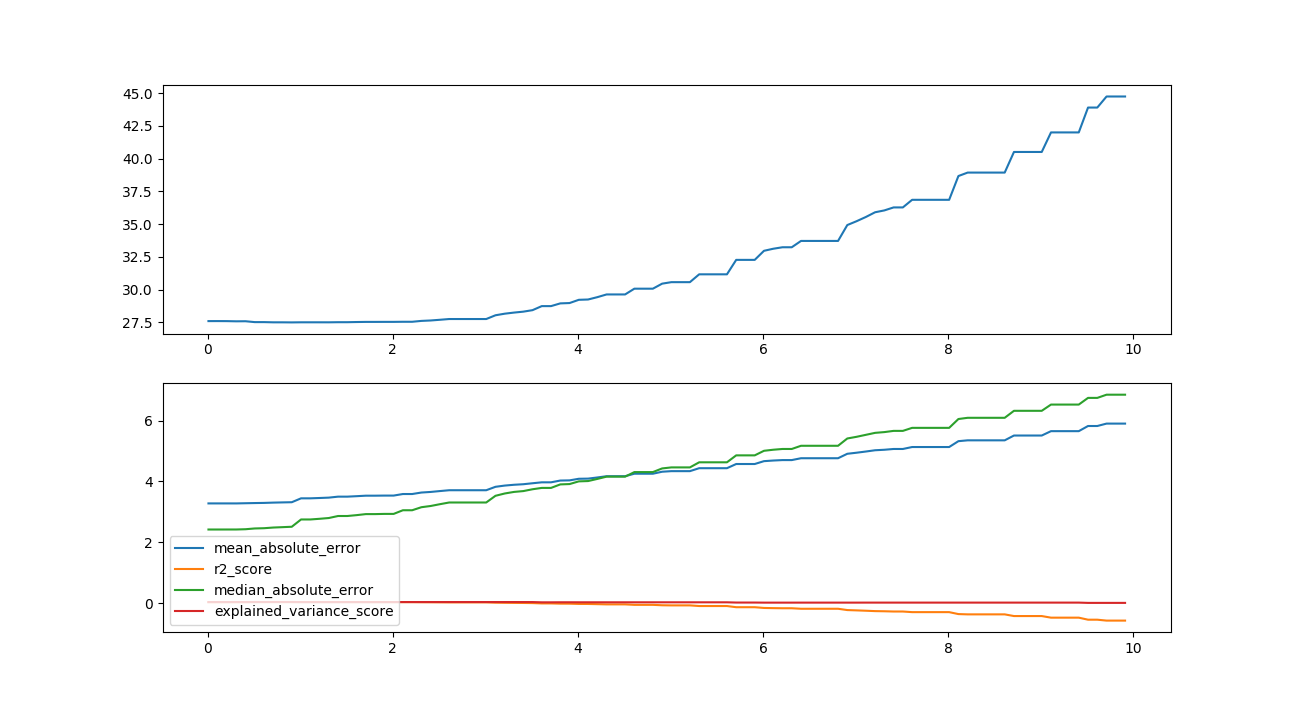 45.0
42.5
40.0
37.5
35.0
32.5
30.0
27.5
0 2 4 6 8 10
6
4
2
0
mean_absolute_error
r2_score
median_absolute_error
explained_variance_score
0 2 4 6 8 10